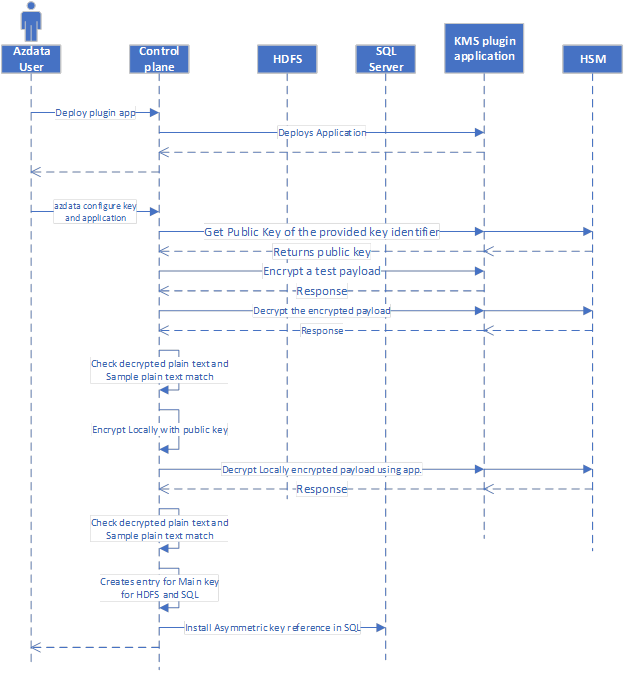 Azdata
User
Control
plane
HDFS
SQL
Server
KMS plugin
application
HSM
Deploy plugin app
Deploys Application
azdata configure key
and application
Get Public Key of the provided key identifier
Returns public key
Encrypt a test payload
Response
Decrypt the encrypted payload
Response
Check decrypted plain text and
Sample plain text match
Encrypt Locally with public key
Decrypt Locally encrypted payload using app.
Response
Check decrypted plain text and
Sample plain text match
Creates entry for Main key
for HDFS and SQL
Install Asymmetric key reference in SQL